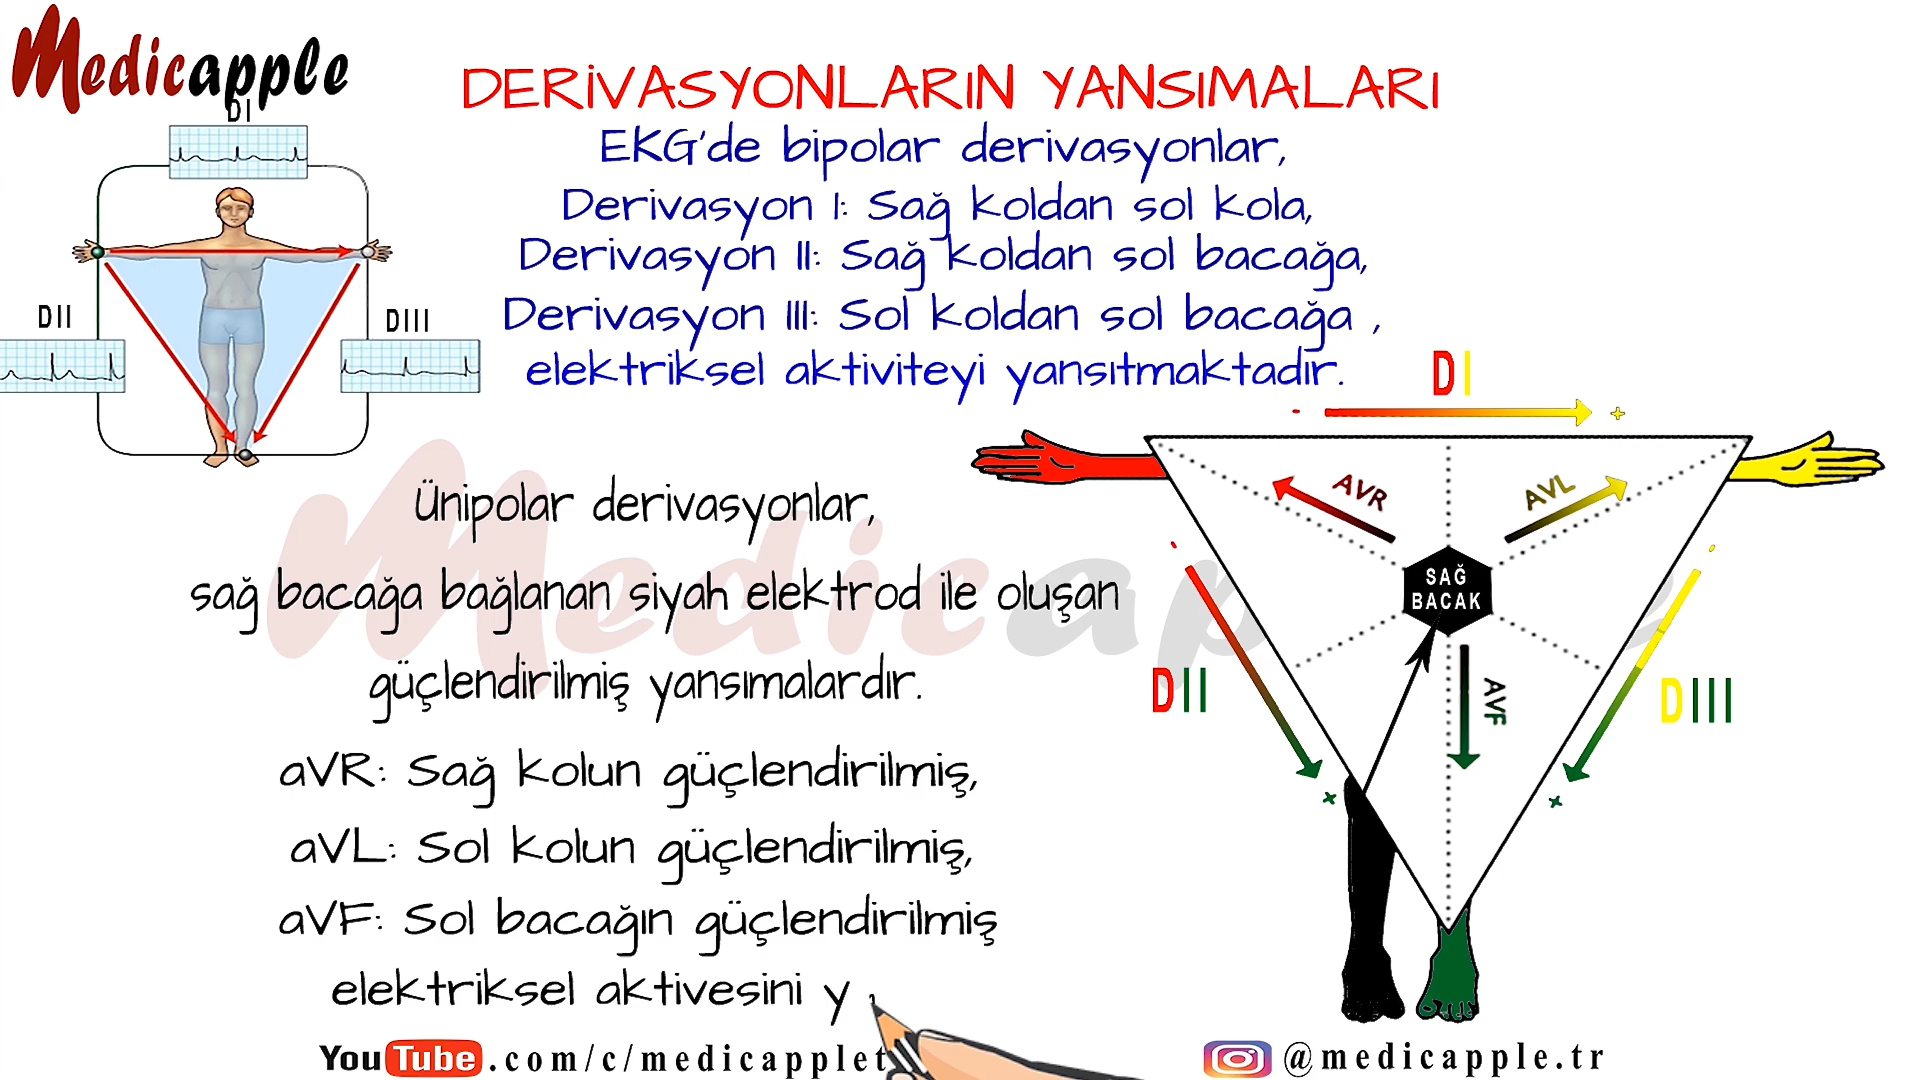 Medicapple
DI
DII
DIII
DERİVASYONLARIN YANSIMALARI
EKG'de bipolar derivasyonlar,
Derivasyon I: Sağ koldan sol kola,
Derivasyon II: Sağ koldan sol bacağa,
Derivasyon III: Sol koldan sol bacağa ,
elektriksel aktiviteyi yansıtmaktadır.
Ünipolar derivasyonlar,
sağ bacağa bağlanan siyah elektrod ile oluşan
güçlendirilmiş yansımalardır.
aVR: Sağ kolun güçlendirilmiş,
aVL: Sol kolun güçlendirilmiş,
aVF: Sol bacağın güçlendirilmiş
elektriksel aktivesini y
DI
- +
AVR
AVL
SAĞ
BACAK
AVF
-
DII
+
-
DIII
+
YouTube.com/c/medicapplet
@medicapple.tr